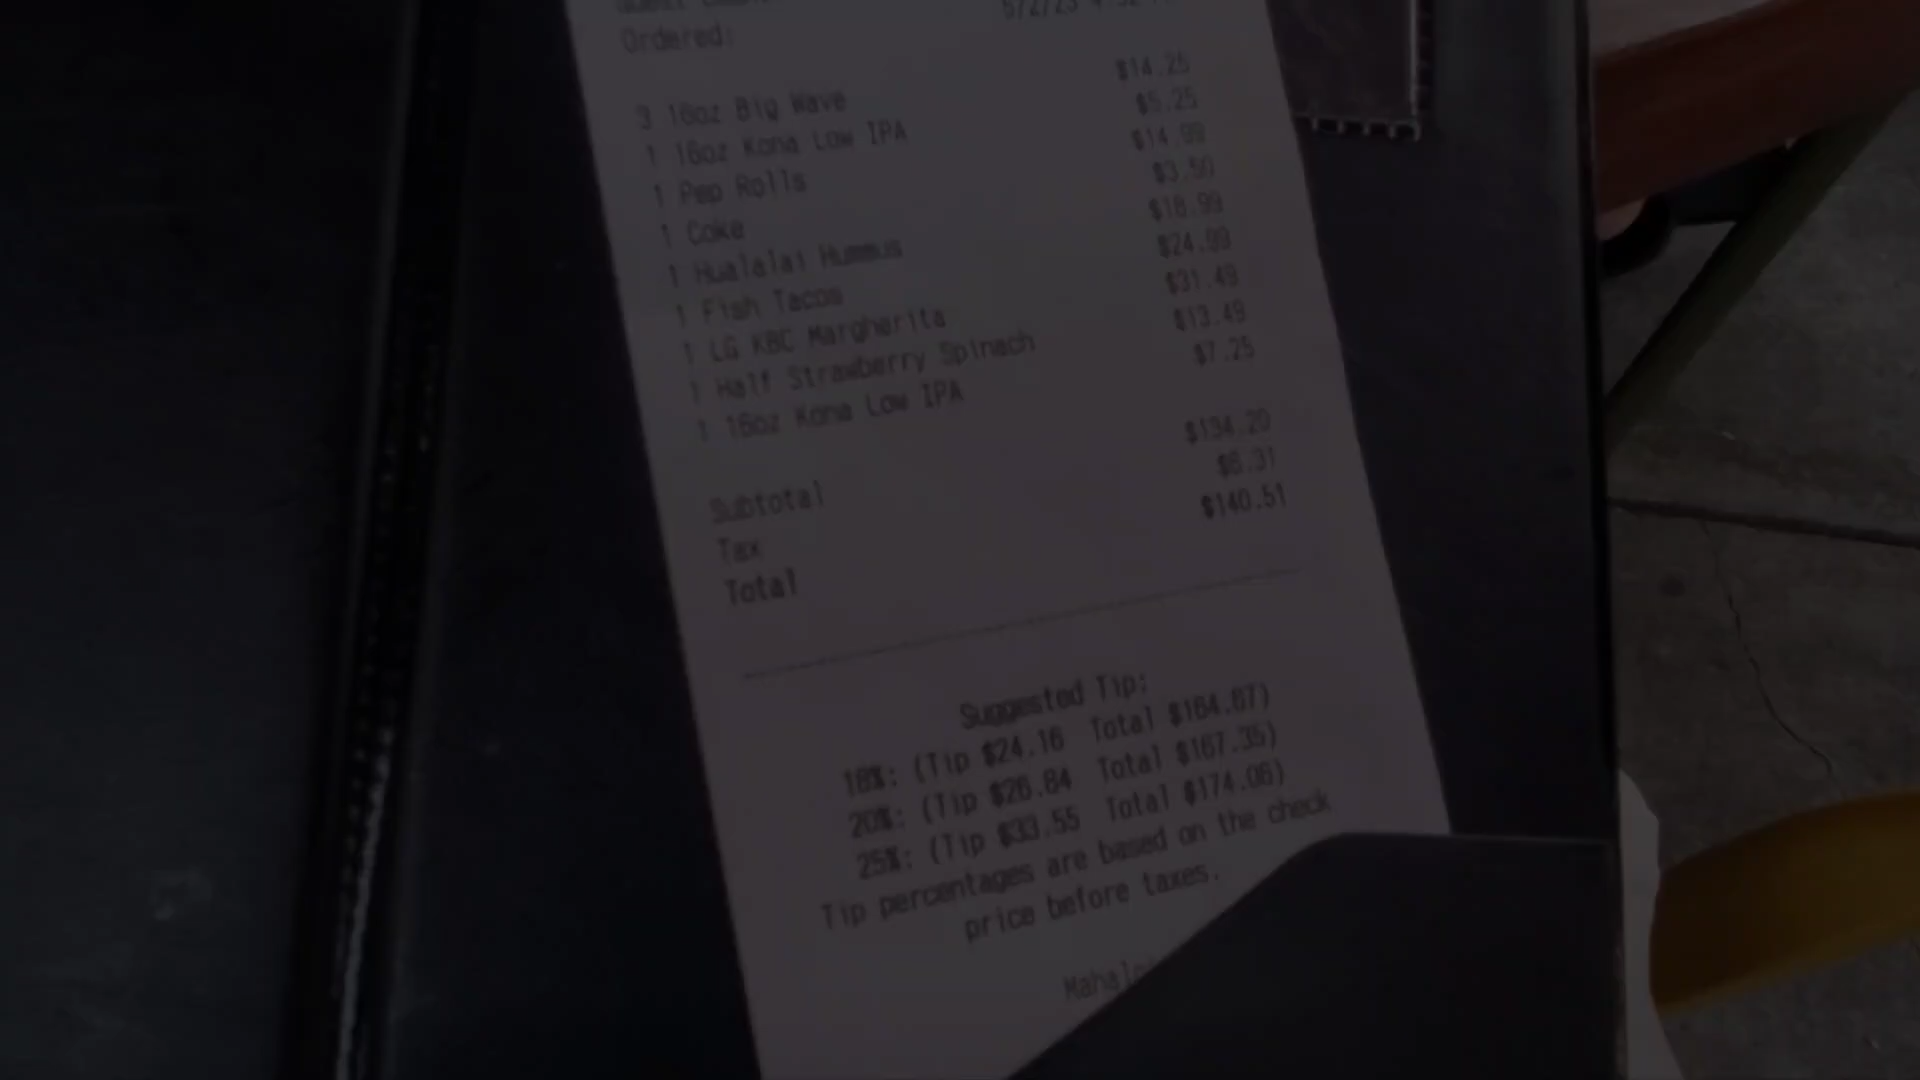 Ordered:
3 16oz Big Wave $14.25
1 16oz Kona Low IPA $5.25
1 Pep Rolls $14.99
1 Coke $3.50
1 Hualalai Hummus $18.99
1 Fish Tacos $24.99
1 LG KBC Margherita $31.49
1 Half Strawberry Spinach $13.49
1 16oz Kona Low IPA $7.25
Subtotal $134.20
Tax $6.31
Total $140.51
Suggested Tip:
18%: (Tip $24.16 Total $164.67)
20%: (Tip $26.84 Total $167.35)
25%: (Tip $33.55 Total $174.06)
Tip percentages are based on the check
price before taxes.